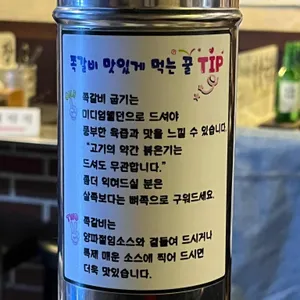 쪽갈비 맛있게 먹는 꿀 TIP
쪽갈비 굽기는
미디엄웰던으로 드셔야
풍부한 육즙과 맛을 느낄 수 있습니다.
"고기의 약간 붉은기는
드셔도 무관합니다."
좀더 익혀드실 분은
살쪽보다는 뼈쪽으로 구워드세요.
쪽갈비는
양파절임소스와 곁들여 드시거나
특제 매운 소스에 찍어 드시면
더욱 맛있습니다.